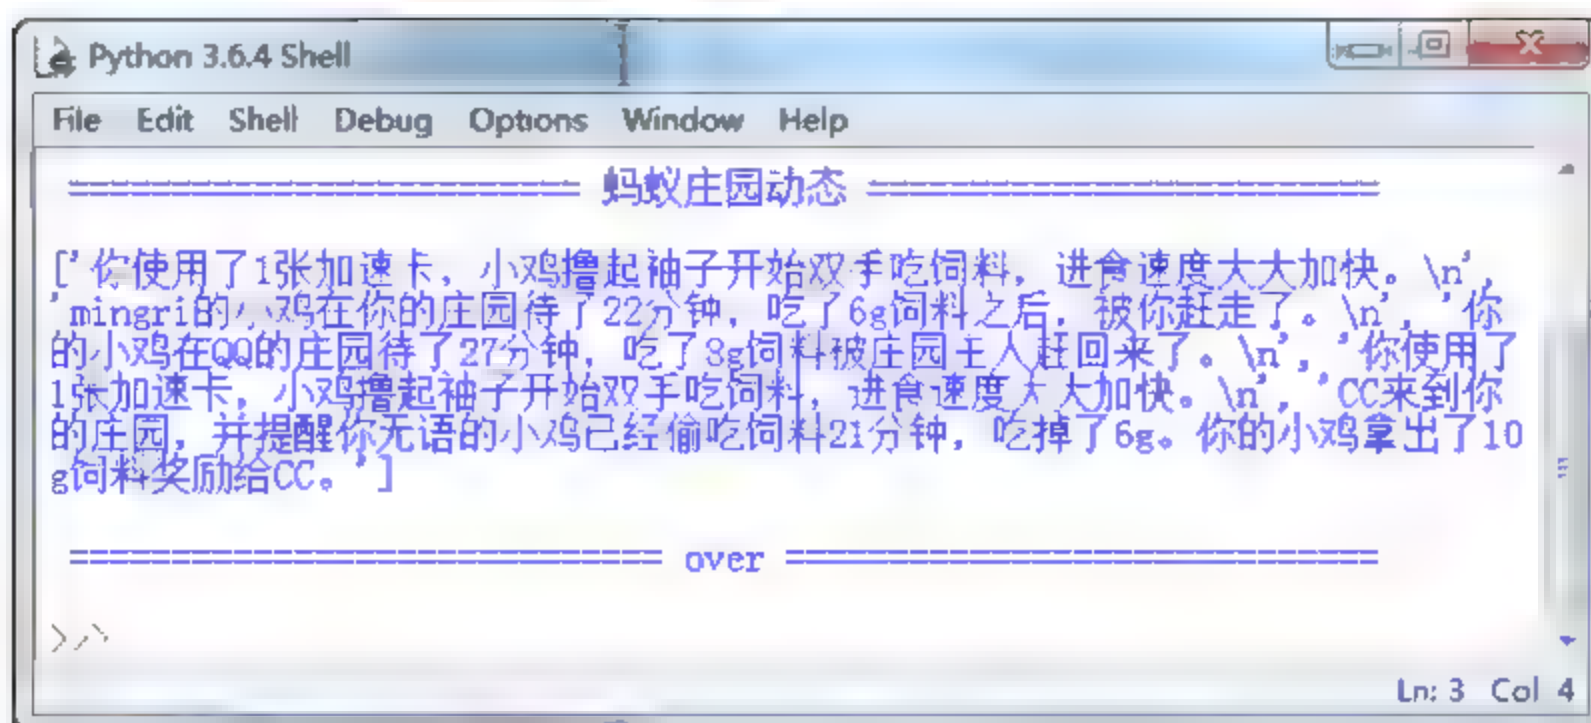 Python 3.6.4 Shell
File Edit Shell Debug Options Window Help
============================== 蚂蚁庄园动态 ==============================
['你使用了1张加速卡，小鸡撸起袖子开始双手吃饲料，进食速度大大加快。\n',
'mingri的小鸡在你的庄园待了22分钟，吃了6g饲料之后，被你赶走了。\n', '你
的小鸡在QQ的庄园待了27分钟，吃了8g饲料被庄园主人赶回来了。\n', '你使用了
1张加速卡，小鸡撸起袖子开始双手吃饲料，进食速度大大加快。\n', 'CC来到你
的庄园，并提醒你无语的小鸡已经偷吃饲料21分钟，吃掉了6g。你的小鸡拿出了10
g饲料奖励给CC。']
=================================== over ===================================
>>>
Ln: 3 Col 4